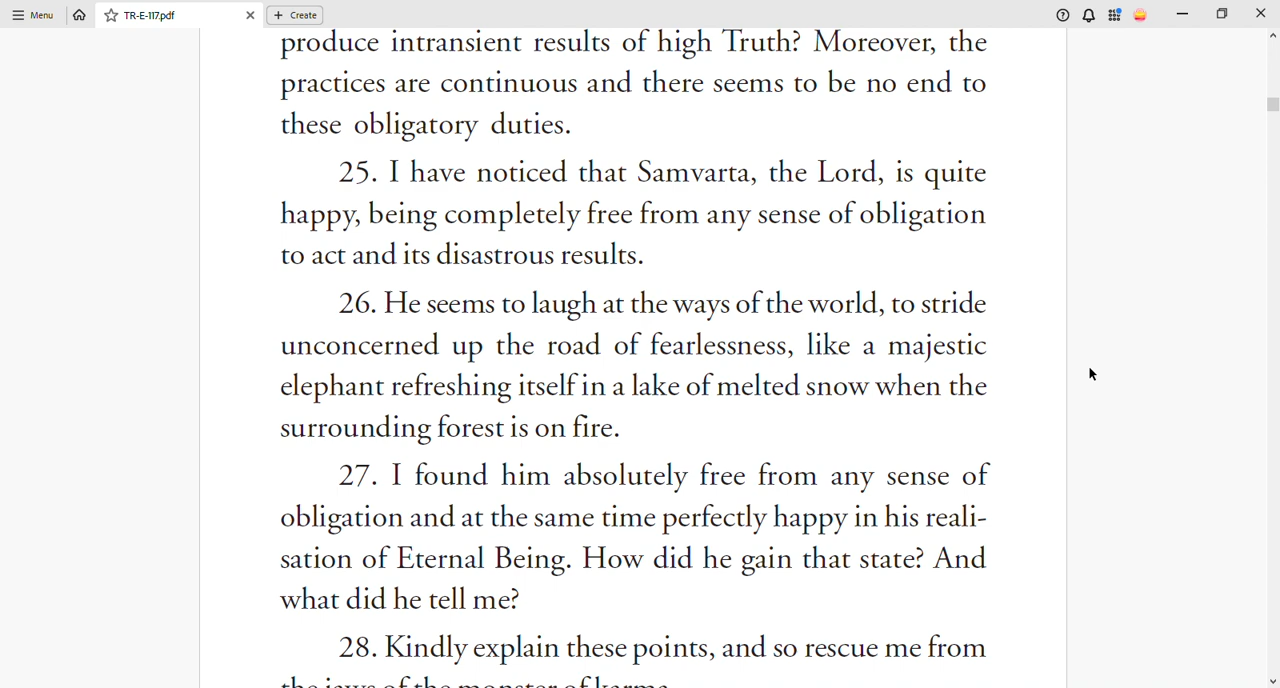 Menu
TR-E-117.pdf
Create
produce intransient results of high Truth? Moreover, the
practices are continuous and there seems to be no end to
these obligatory duties.
25. I have noticed that Samvarta, the Lord, is quite
happy, being completely free from any sense of obligation
to act and its disastrous results.
26. He seems to laugh at the ways of the world, to stride
unconcerned up the road of fearlessness, like a majestic
elephant refreshing itself in a lake of melted snow when the
surrounding forest is on fire.
27. I found him absolutely free from any sense of
obligation and at the same time perfectly happy in his reali-
sation of Eternal Being. How did he gain that state? And
what did he tell me?
28. Kindly explain these points, and so rescue me from
the jaws of the monster of karma.